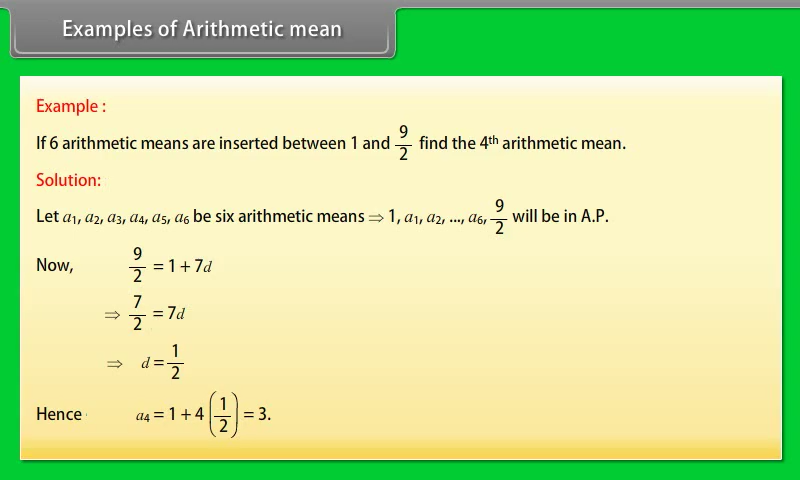 Examples of Arithmetic mean
Example :
If 6 arithmetic means are inserted between 1 and 9/2 find the 4th arithmetic mean.
Solution:
Let a₁, a₂, a₃, a₄, a₅, a₆ be six arithmetic means ⇒ 1, a₁, a₂, ..., a₆, 9/2 will be in A.P.
Now, 9/2 = 1 + 7d
⇒ 7/2 = 7d
⇒ d = 1/2
Hence a₄ = 1 + 4 (1/2) = 3.